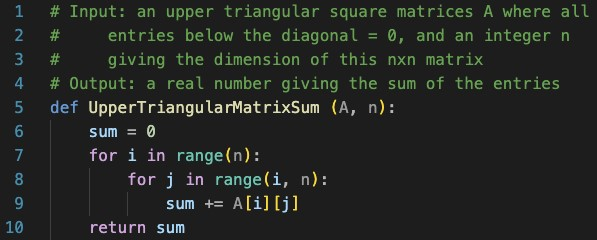 1 # Input: an upper triangular square matrices A where all
2 #     entries below the diagonal = 0, and an integer n
3 #     giving the dimension of this nxn matrix
4 # Output: a real number giving the sum of the entries
5 def UpperTriangularMatrixSum (A, n):
6     sum = 0
7     for i in range(n):
8         for j in range(i, n):
9             sum += A[i][j]
10     return sum